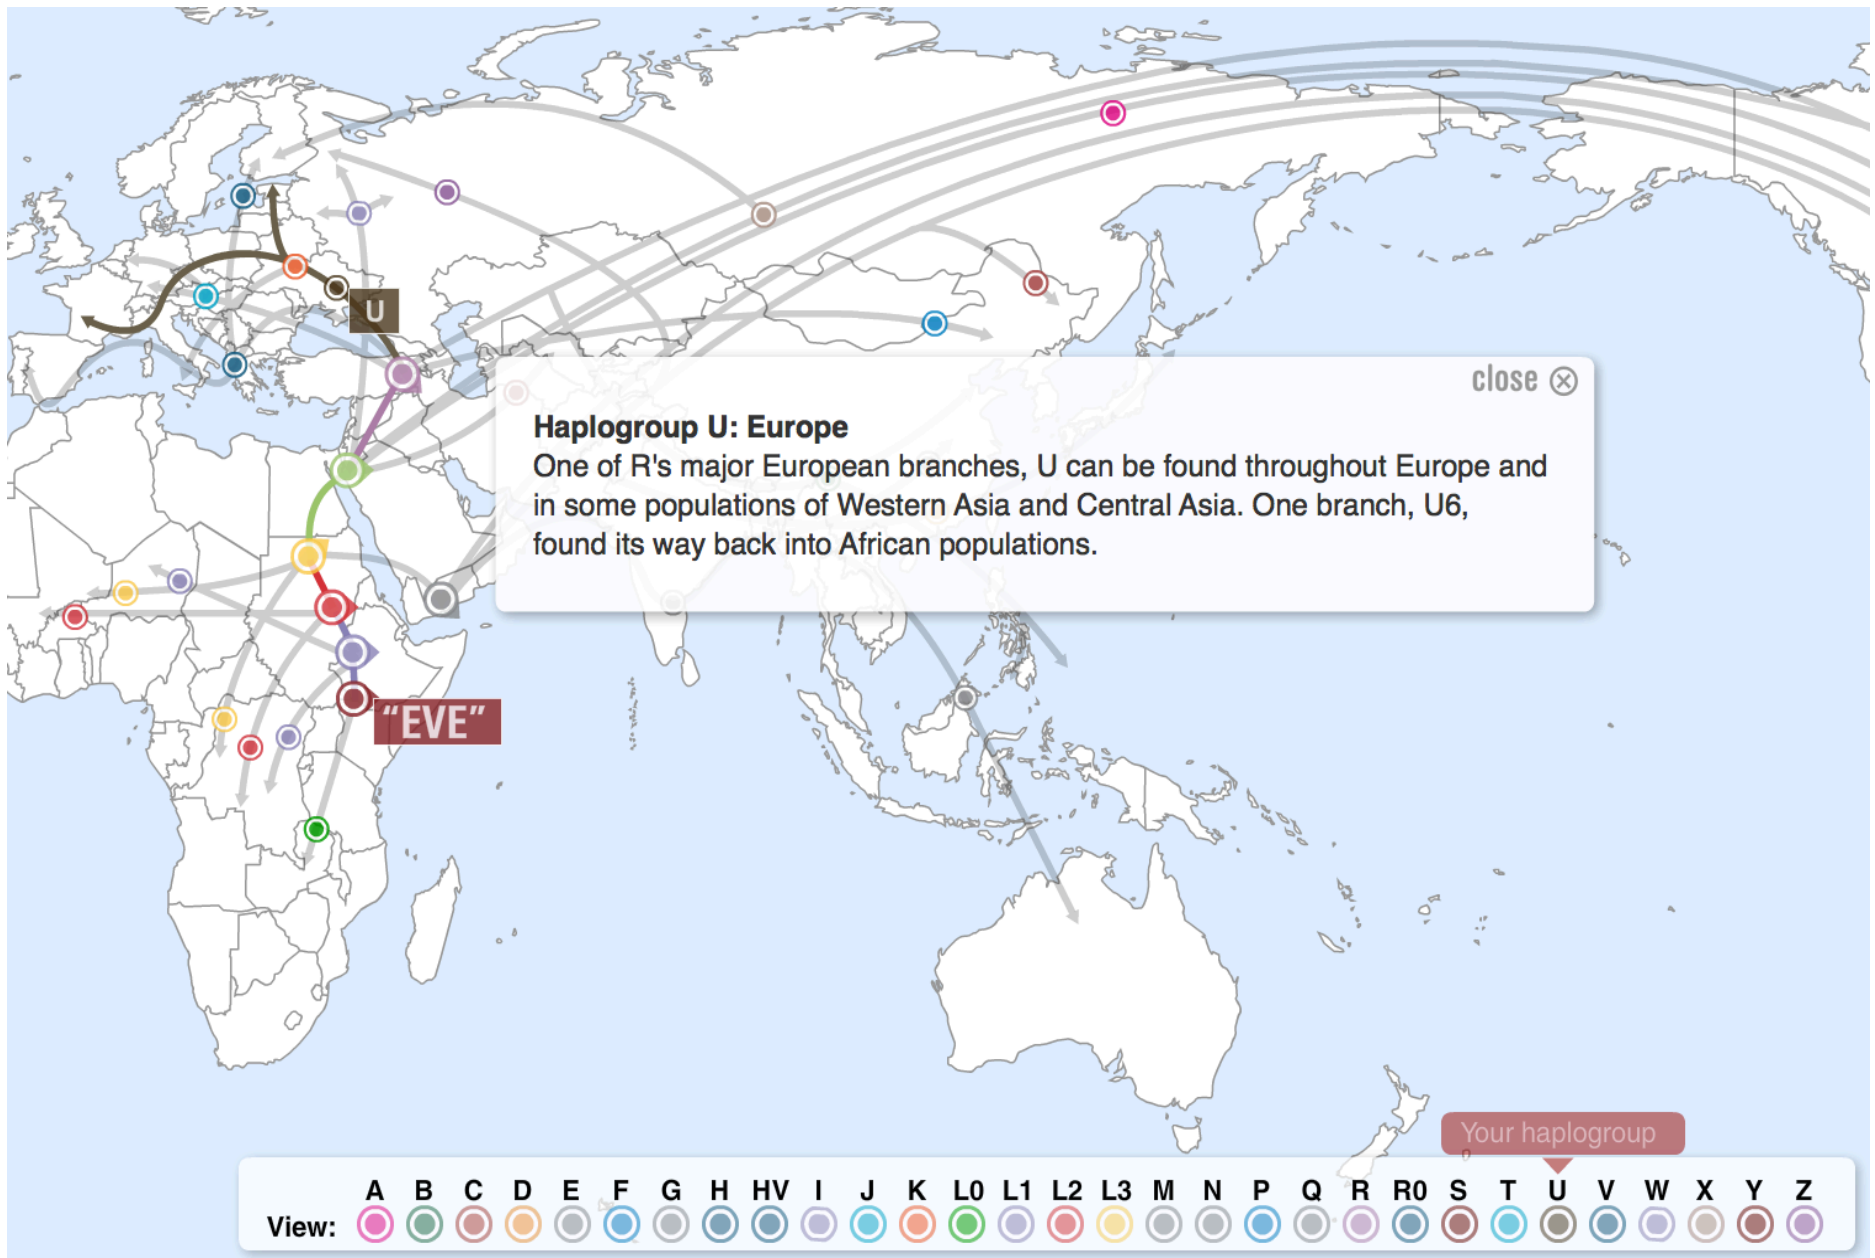 U
close
Haplogroup U: Europe
One of R's major European branches, U can be found throughout Europe and
in some populations of Western Asia and Central Asia. One branch, U6,
found its way back into African populations.
“EVE”
Your haplogroup
A B C D E F G H HV I J K L0 L1 L2 L3 M N P Q R R0 S T U V W X Y Z
View: